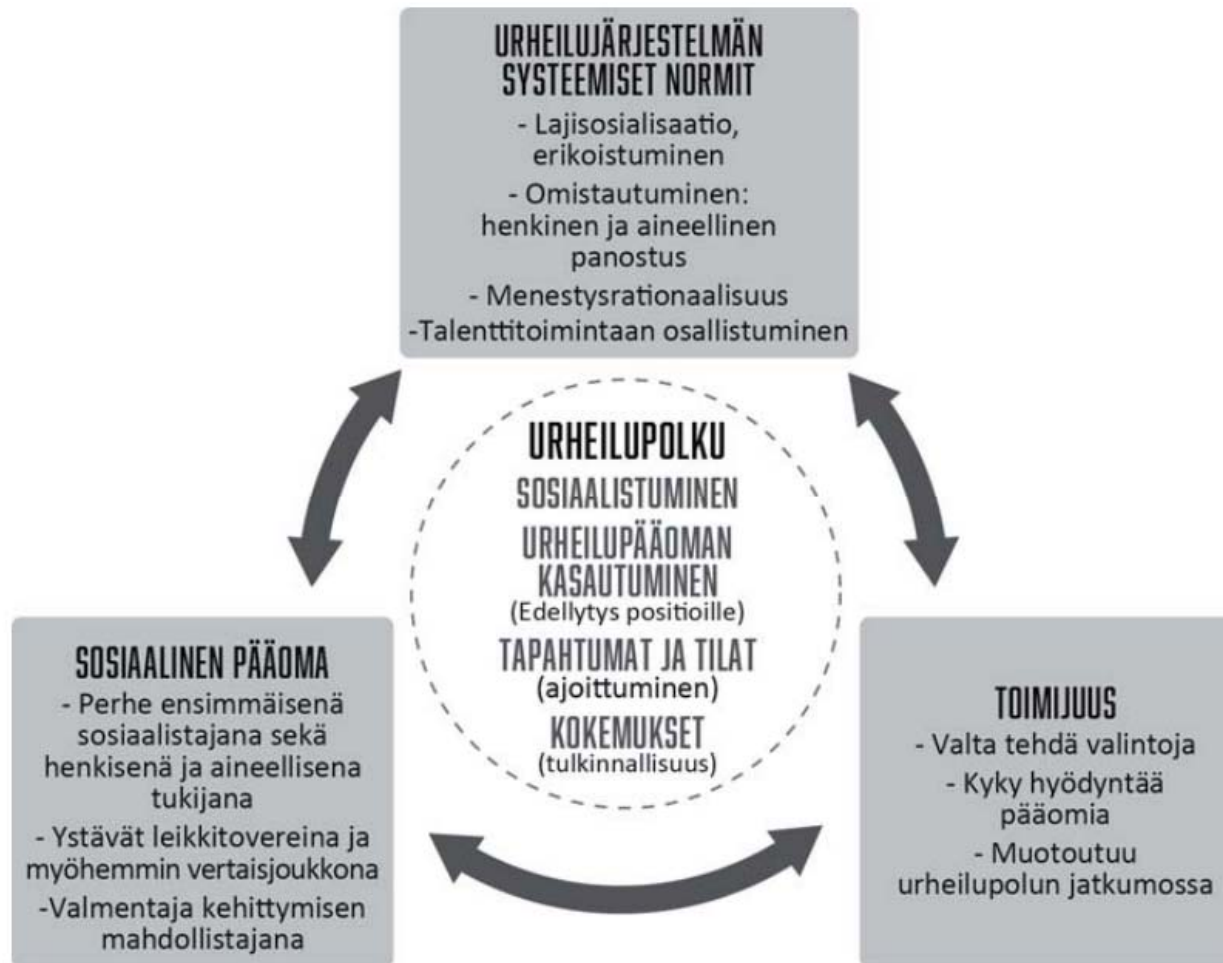 URHEILUJÄRJESTELMÄN
SYSTEEMISET NORMIT
- Lajisosialisaatio,
erikoistuminen
- Omistautuminen:
henkinen ja aineellinen
panostus
- Menestysrationaalisuus
-Talenttitoimintaan osallistuminen
URHEILUPOLKU
SOSIAALISTUMINEN
URHEILUPÄÄOMAN
KASAUTUMINEN
(Edellytys positioille)
TAPAHTUMAT JA TILAT
(ajoittuminen)
KOKEMUKSET
(tulkinnallisuus)
SOSIAALINEN PÄÄOMA
- Perhe ensimmäisenä
sosiaalistajana sekä
henkisenä ja aineellisena
tukijana
- Ystävät leikkitovereina ja
myöhemmin vertaisjoukkona
-Valmentaja kehittymisen
mahdollistajana
TOIMIJUUS
- Valta tehdä valintoja
- Kyky hyödyntää
pääomia
- Muotoutuu
urheilupolun jatkumossa